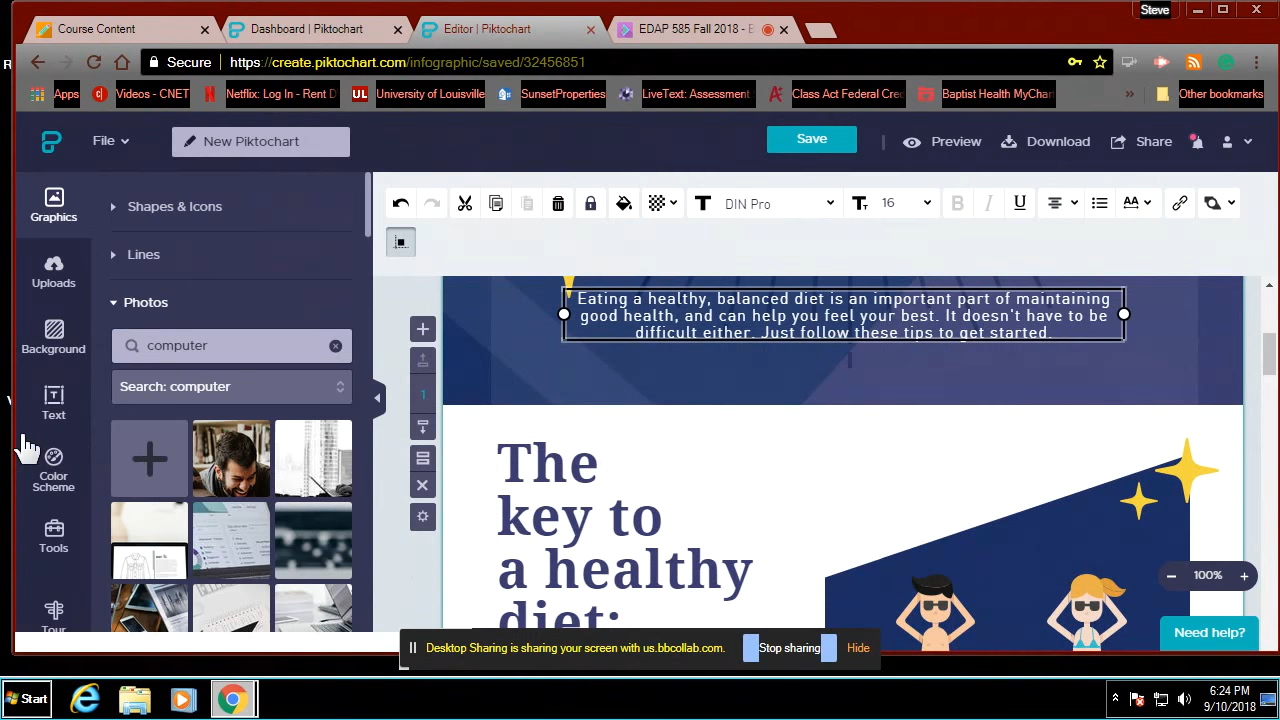 Steve
Course Content
Dashboard | Piktochart
Editor | Piktochart
EDAP 585 Fall 2018 - E
Secure
https://create.piktochart.com/infographic/saved/32456851
Apps
Videos - CNET
Netflix: Log In - Rent D
University of Louisville
SunsetProperties
LiveText: Assessment
Class Act Federal Cre
Baptist Health MyChar
»
Other bookmarks
File
New Piktochart
Save
Preview
Download
Share
Graphics
Uploads
Background
Text
Color
Scheme
Tools
Tour
Shapes & Icons
Lines
Photos
computer
Search: computer
DIN Pro
16
B
I
U
AA
1
Eating a healthy, balanced diet is an important part of maintaining
good health, and can help you feel your best. It doesn't have to be
difficult either. Just follow these tips to get started.
The
key to
a healthy
diet:
100%
Need help?
Desktop Sharing is sharing your screen with us.bbcollab.com.
Stop sharing
Hide
Start
6:24 PM
9/10/2018